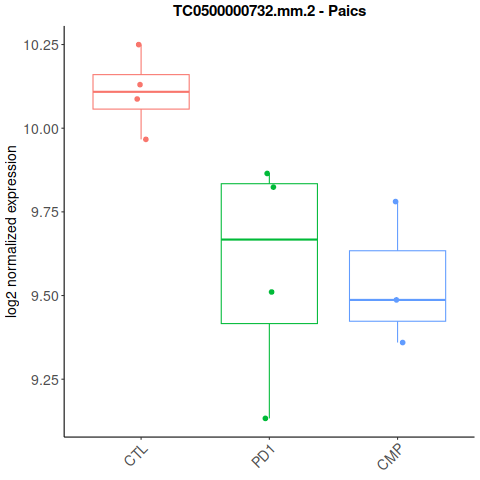 TC0500000732.mm.2 - Paics
log2 normalized expression
10.25
10.00
9.75
9.50
9.25
CTL
PD1
CMP